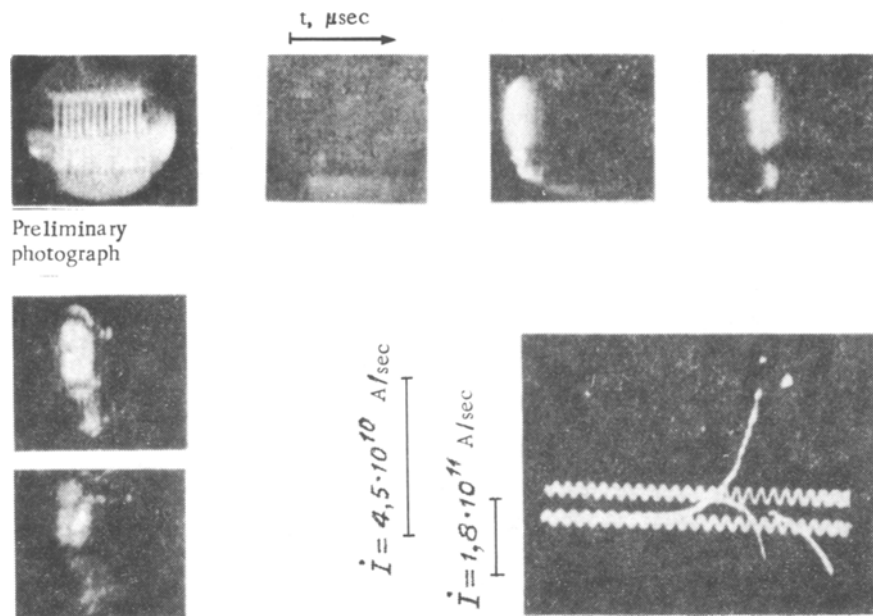 t, μsec
Preliminary
photograph
İ = 4,5·10¹⁰ A/sec
İ = 1,8·10¹¹ A/sec